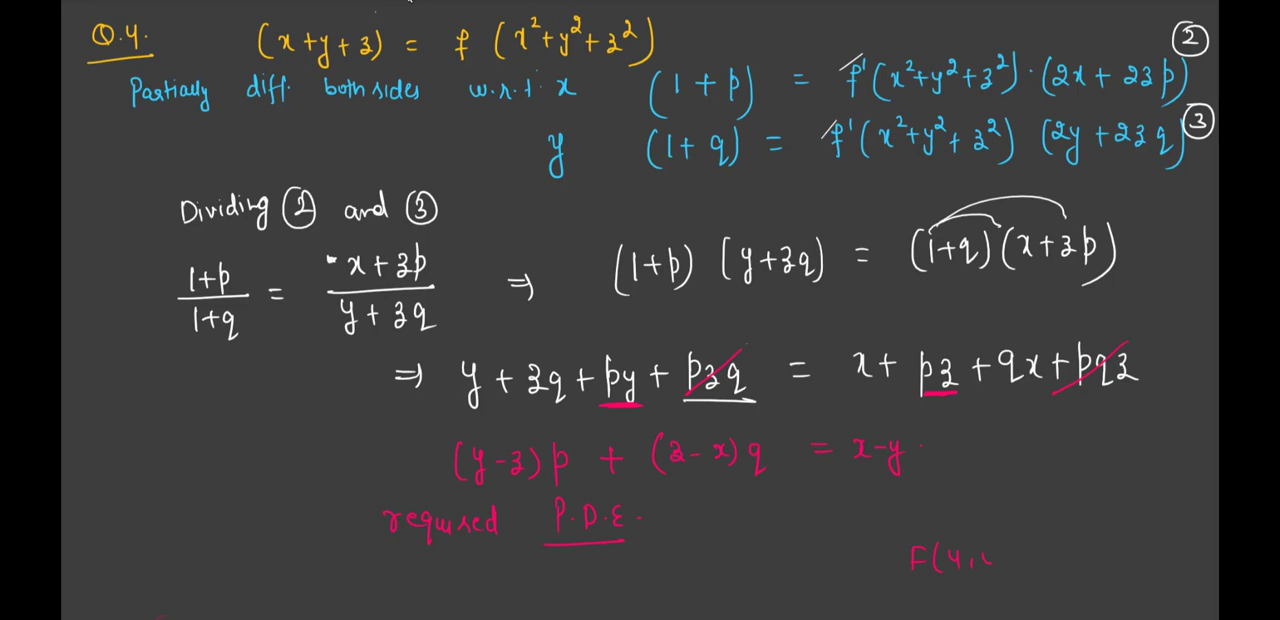 Q.4. (x+y+z) = f (x²+y²+z²)
Partially diff. both sides w.r.t. x (1+p) = f'(x²+y²+z²)·(2x+2zp) ②
y (1+q) = f'(x²+y²+z²) (2y+2zq) ③
Dividing ② and ③
(1+p)/(1+q) = (x+zp)/(y+zq) ⇒ (1+p) (y+zq) = (1+q)(x+zp)
⇒ y+zq+py+pzq = x+pz+qx+pqz
(y-z)p + (z-x)q = x-y.
required P.D.E.
F(u,